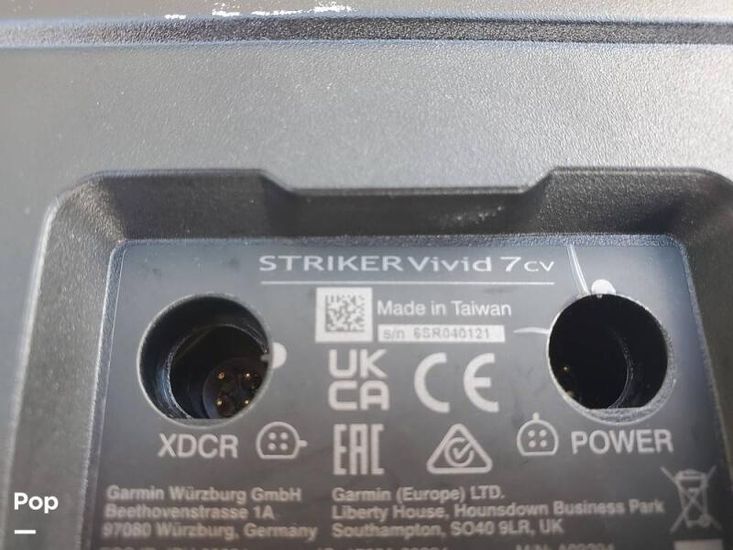 STRIKER Vivid 7cv
Made in Taiwan
s/n 6SR040121
UK
CA
CE
EAC
XDCR
POWER
Garmin Würzburg GmbH
Beethovenstrasse 1A
97080 Würzburg, Germany
Garmin (Europe) LTD.
Liberty House, Hounsdown Business Park
Southampton, SO40 9LR, UK
Pop